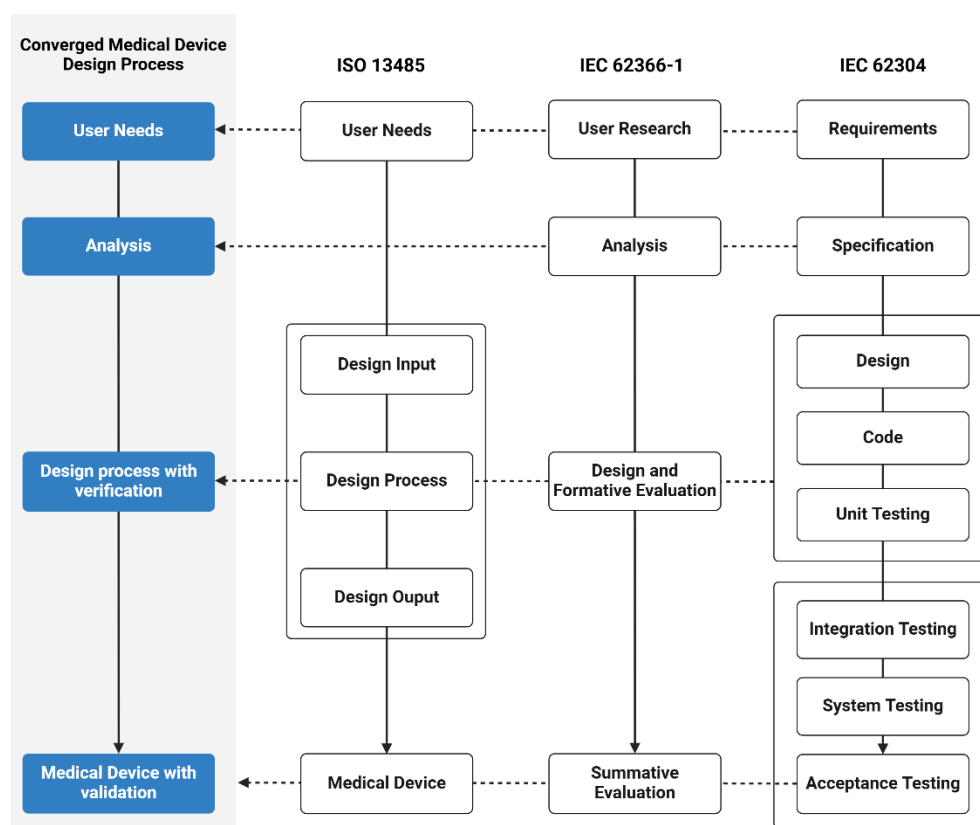 Converged Medical Device
Design Process
ISO 13485
IEC 62366-1
IEC 62304
User Needs
User Needs
User Research
Requirements
Analysis
Analysis
Specification
Design Input
Design
Code
Design process with
verification
Design Process
Design and
Formative Evaluation
Unit Testing
Design Ouput
Integration Testing
System Testing
Medical Device with
validation
Medical Device
Summative
Evaluation
Acceptance Testing